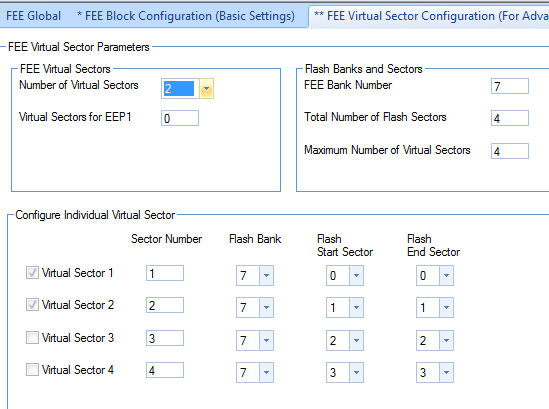 FEE Global * FEE Block Configuration (Basic Settings) ** FEE Virtual Sector Configuration (For Adva
FEE Virtual Sector Parameters
FEE Virtual Sectors Flash Banks and Sectors
Number of Virtual Sectors 2 FEE Bank Number 7
Virtual Sectors for EEP1 0 Total Number of Flash Sectors 4
Maximum Number of Virtual Sectors 4
Configure Individual Virtual Sector
Sector Number Flash Bank Flash Flash
Start Sector End Sector
Virtual Sector 1 1 7 0 0
Virtual Sector 2 2 7 1 1
Virtual Sector 3 3 7 2 2
Virtual Sector 4 4 7 3 3